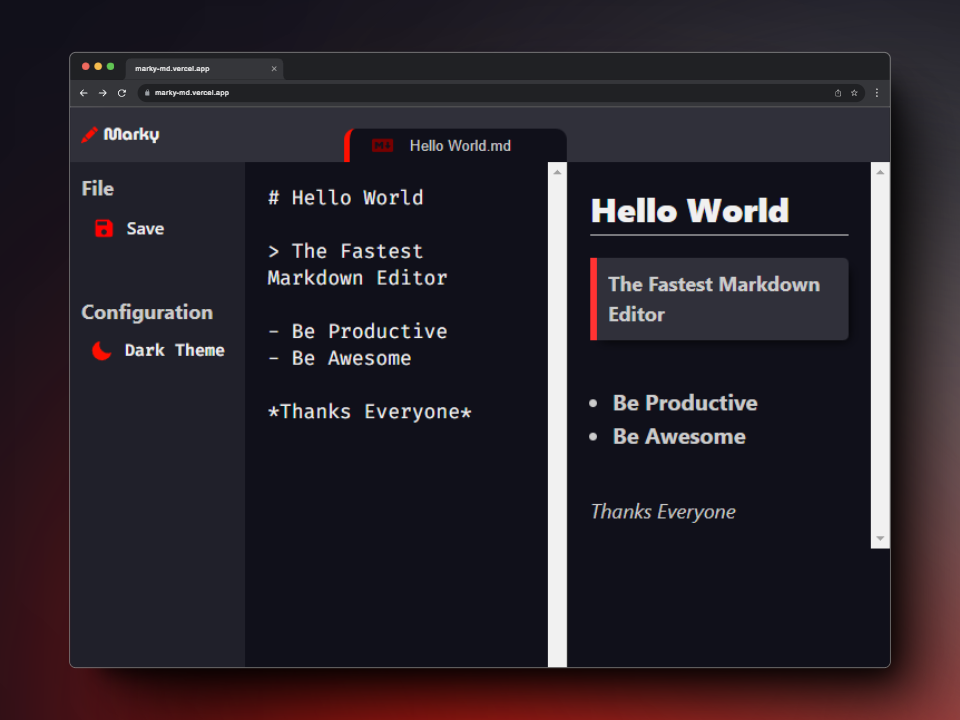 marky-md.vercel.app
marky-md.vercel.app
Marky
Hello World.md
File
Save
Configuration
Dark Theme
# Hello World
> The Fastest
Markdown Editor
- Be Productive
- Be Awesome
*Thanks Everyone*
Hello World
The Fastest Markdown
Editor
• Be Productive
• Be Awesome
Thanks Everyone